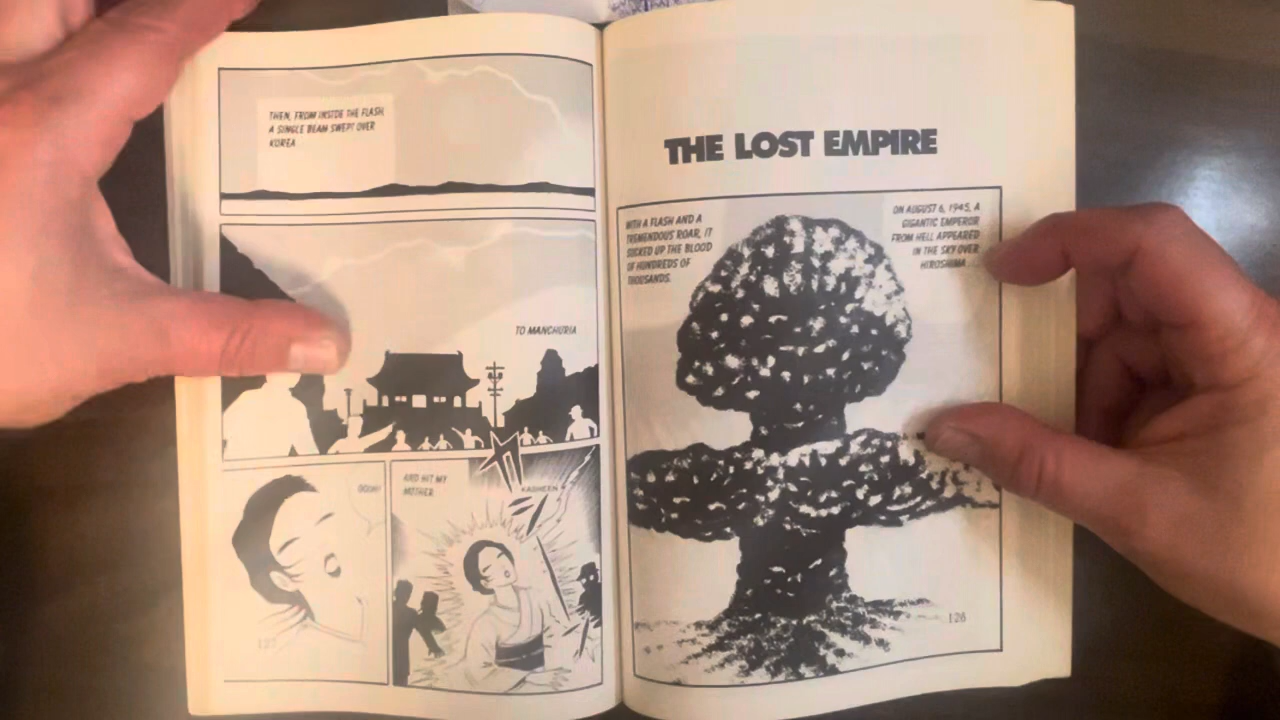 THEN, FROM INSIDE THE FLASH,
A SINGLE BEAM SWEPT OVER
KOREA
TO MANCHURIA
OOOH!
AND HIT MY
MOTHER.
KASHEEN
127
THE LOST EMPIRE
WITH A FLASH AND A
TREMENDOUS ROAR, IT
SUCKED UP THE BLOOD
OF HUNDREDS OF
THOUSANDS.
ON AUGUST 6, 1945, A
GIGANTIC EMPEROR
FROM HELL APPEARED
IN THE SKY OVER
HIROSHIMA...
128